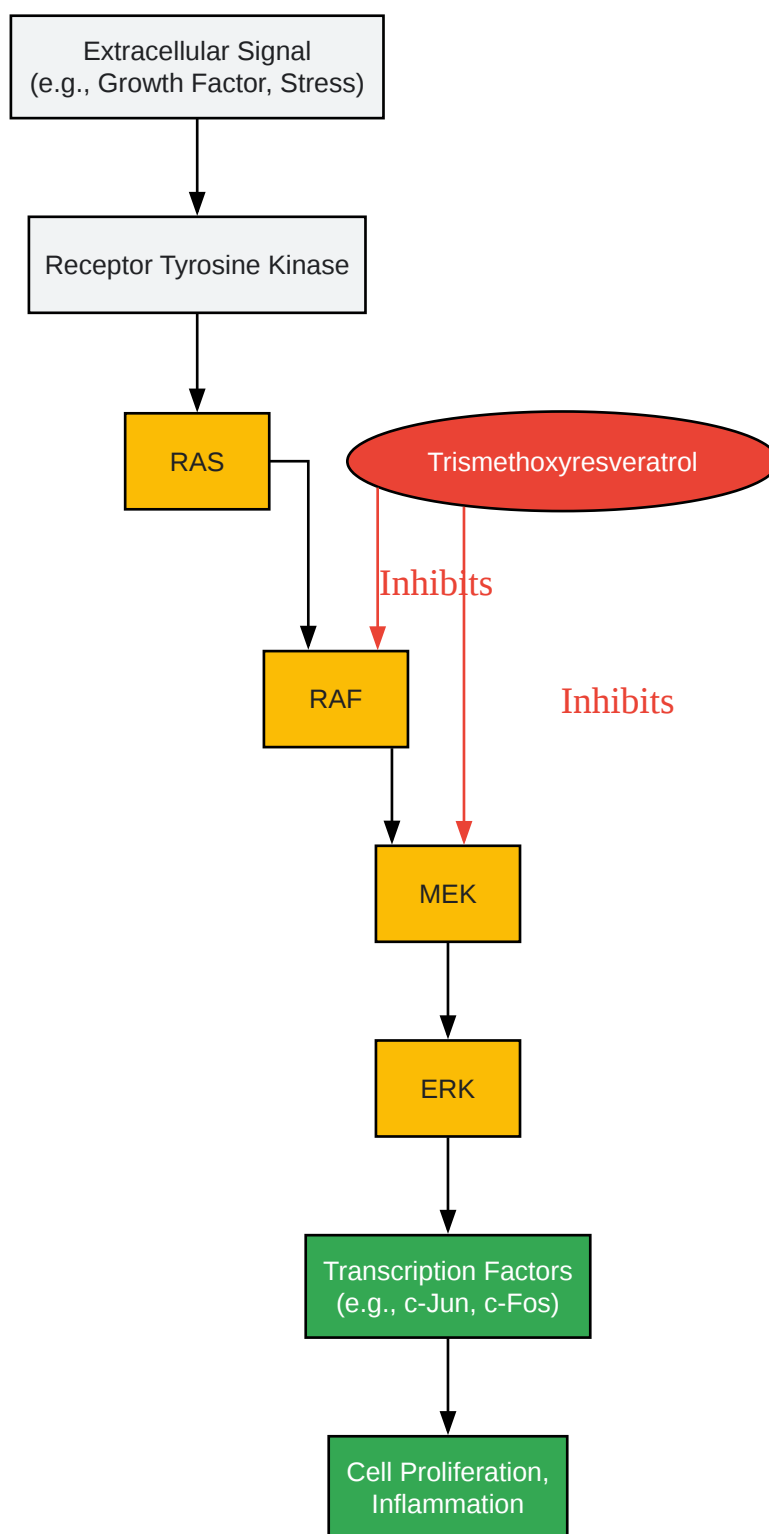 Extracellular Signal
(e.g., Growth Factor, Stress)
Receptor Tyrosine Kinase
RAS
Trismethoxyresveratrol
Inhibits
RAF
Inhibits
MEK
ERK
Transcription Factors
(e.g., c-Jun, c-Fos)
Cell Proliferation,
Inflammation